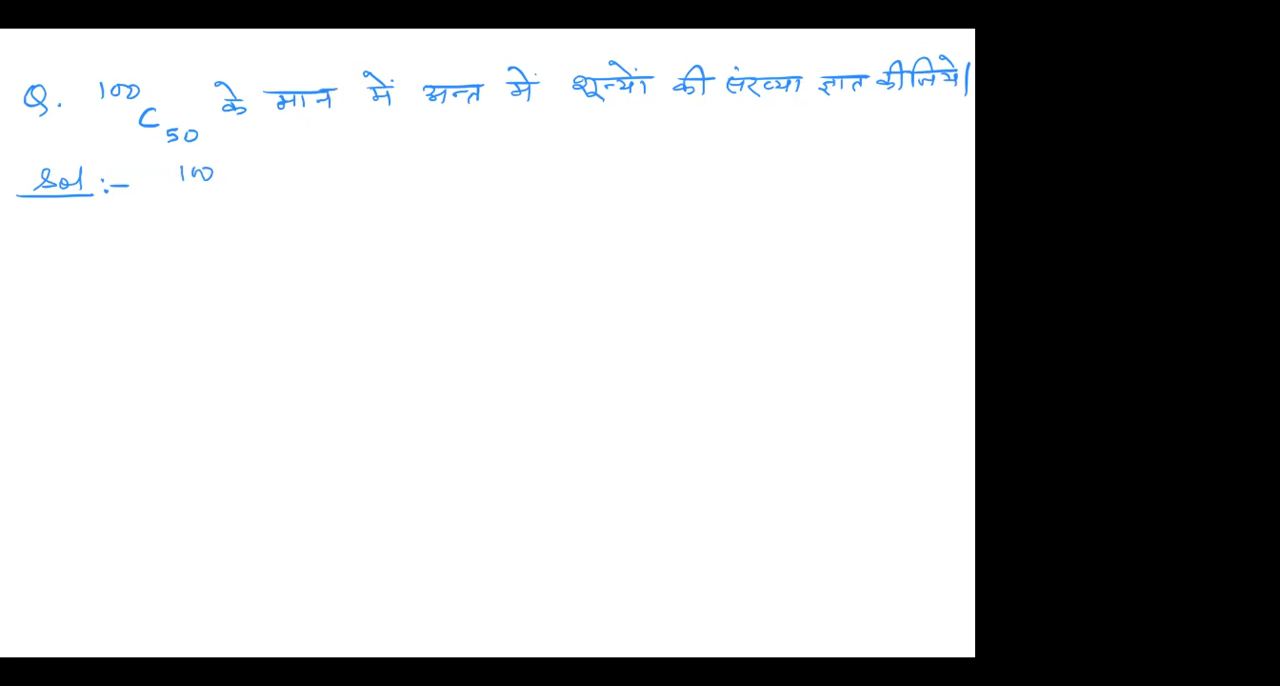 Q. ¹⁰⁰C₅₀ के मान में अन्त में शून्यों की संख्या ज्ञात कीजिये।
Sol :- 100